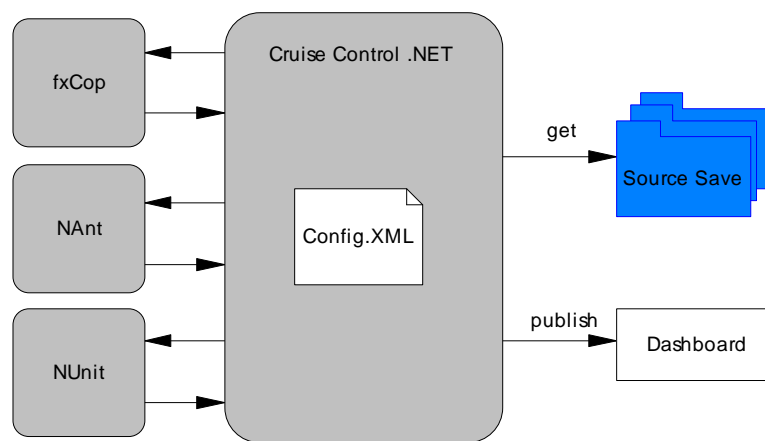 Cruise Control .NET
fxCop
get
Source Save
NAnt
Config.XML
publish
Dashboard
NUnit